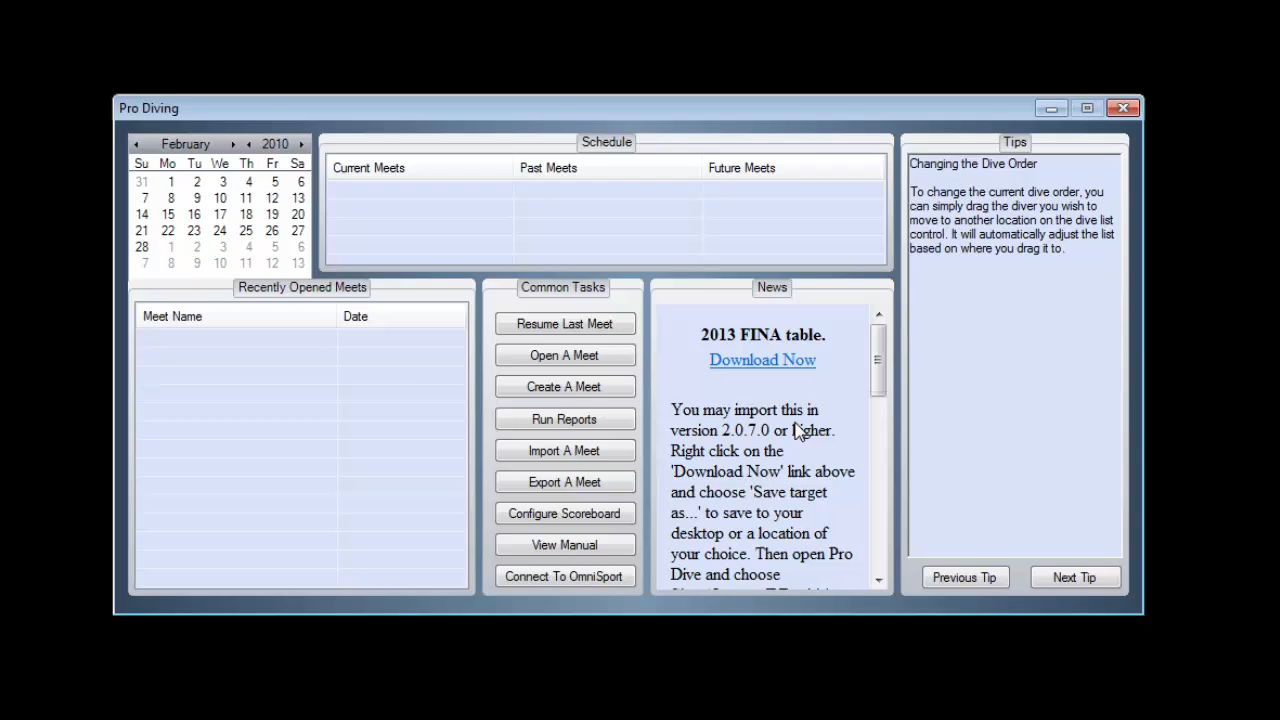 Pro Diving
February 2010
Su Mo Tu We Th Fr Sa
31 1 2 3 4 5 6
7 8 9 10 11 12 13
14 15 16 17 18 19 20
21 22 23 24 25 26 27
28 1 2 3 4 5 6
7 8 9 10 11 12 13
Schedule
Current Meets Past Meets Future Meets
Tips
Changing the Dive Order
To change the current dive order, you
can simply drag the diver you wish to
move to another location on the dive list
control. It will automatically adjust the list
based on where you drag it to.
Previous Tip Next Tip
Recently Opened Meets
Meet Name Date
Common Tasks
Resume Last Meet
Open A Meet
Create A Meet
Run Reports
Import A Meet
Export A Meet
Configure Scoreboard
View Manual
Connect To OmniSport
News
2013 FINA table.
Download Now
You may import this in
version 2.0.7.0 or higher.
Right click on the
'Download Now' link above
and choose 'Save target
as...' to save to your
desktop or a location of
your choice. Then open Pro
Dive and choose